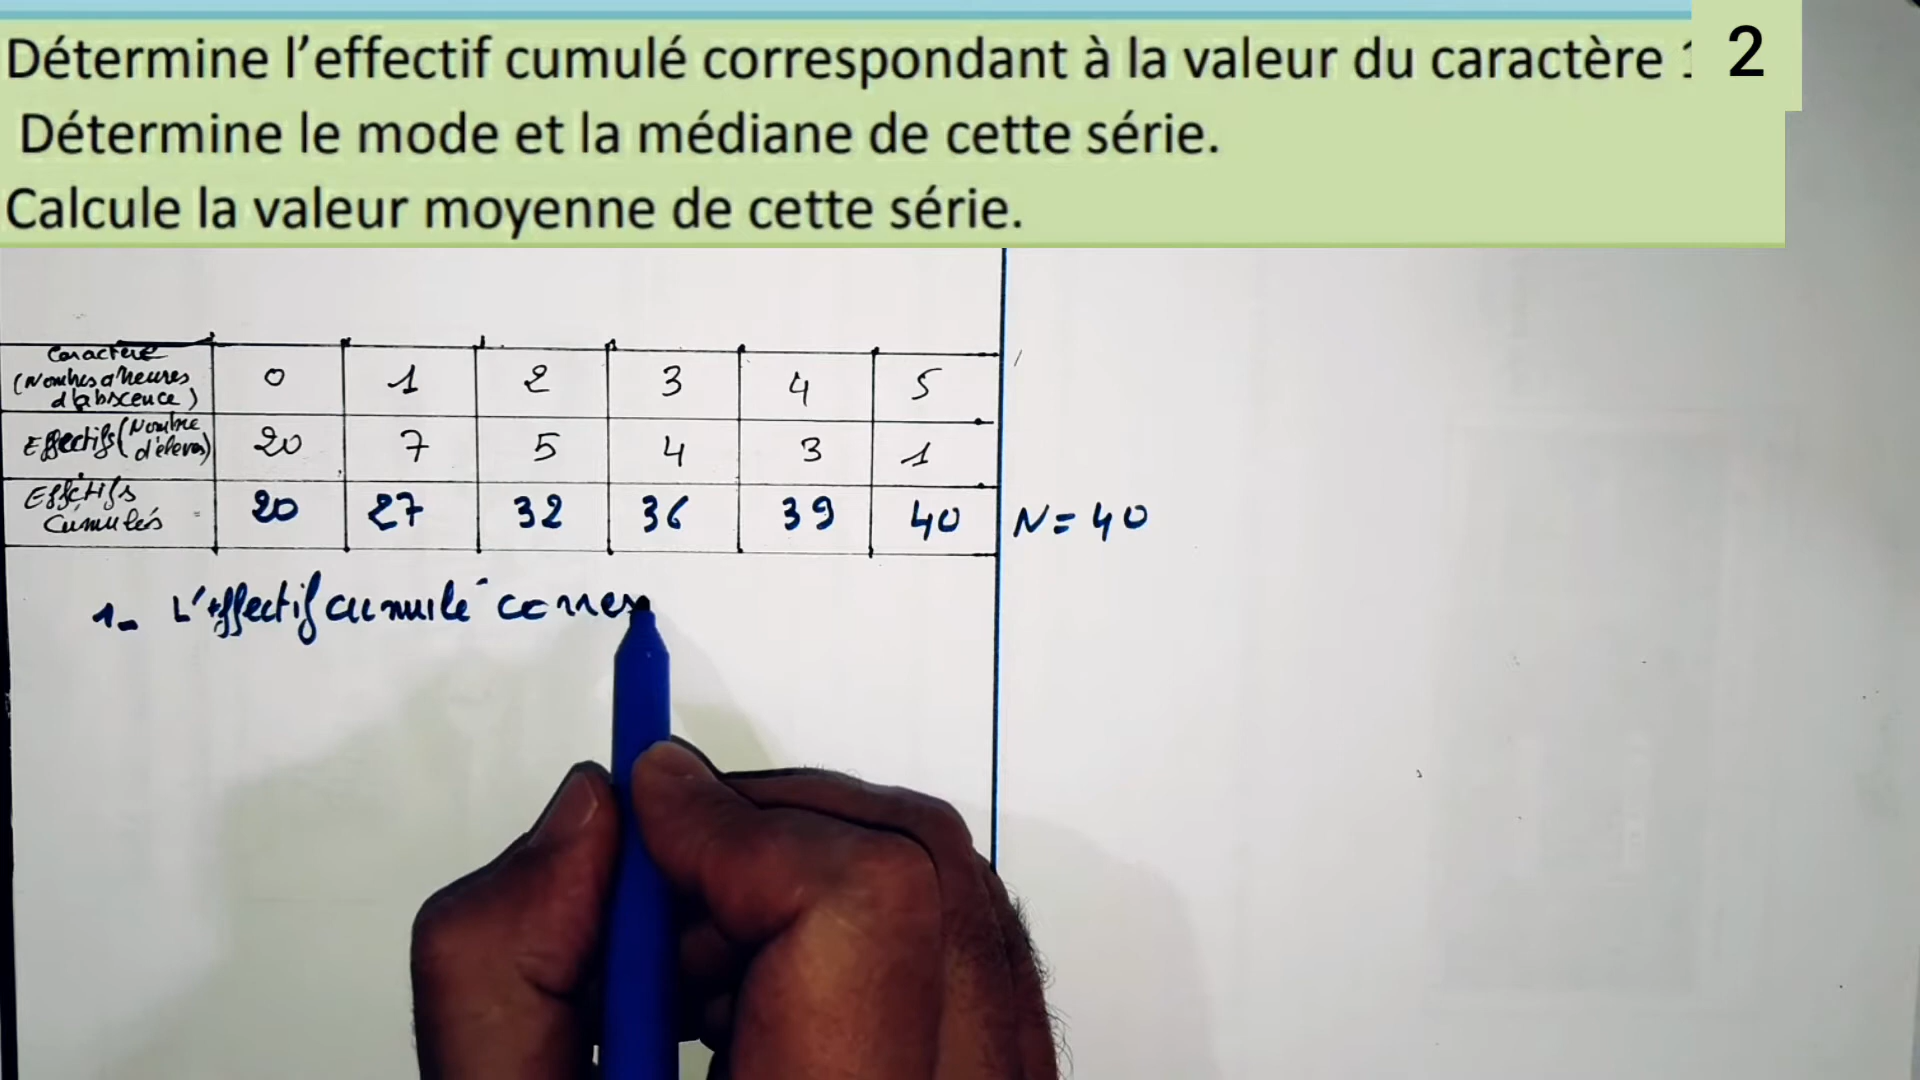 Détermine l'effectif cumulé correspondant à la valeur du caractère 2
Détermine le mode et la médiane de cette série.
Calcule la valeur moyenne de cette série.
Caractère (Nombres d'heures d'abscence) 0 1 2 3 4 5
Effectifs (Nombre d'élèves) 20 7 5 4 3 1
Effectifs Cumulés 20 27 32 36 39 40 N = 40
1- L'effectif cumulé corres